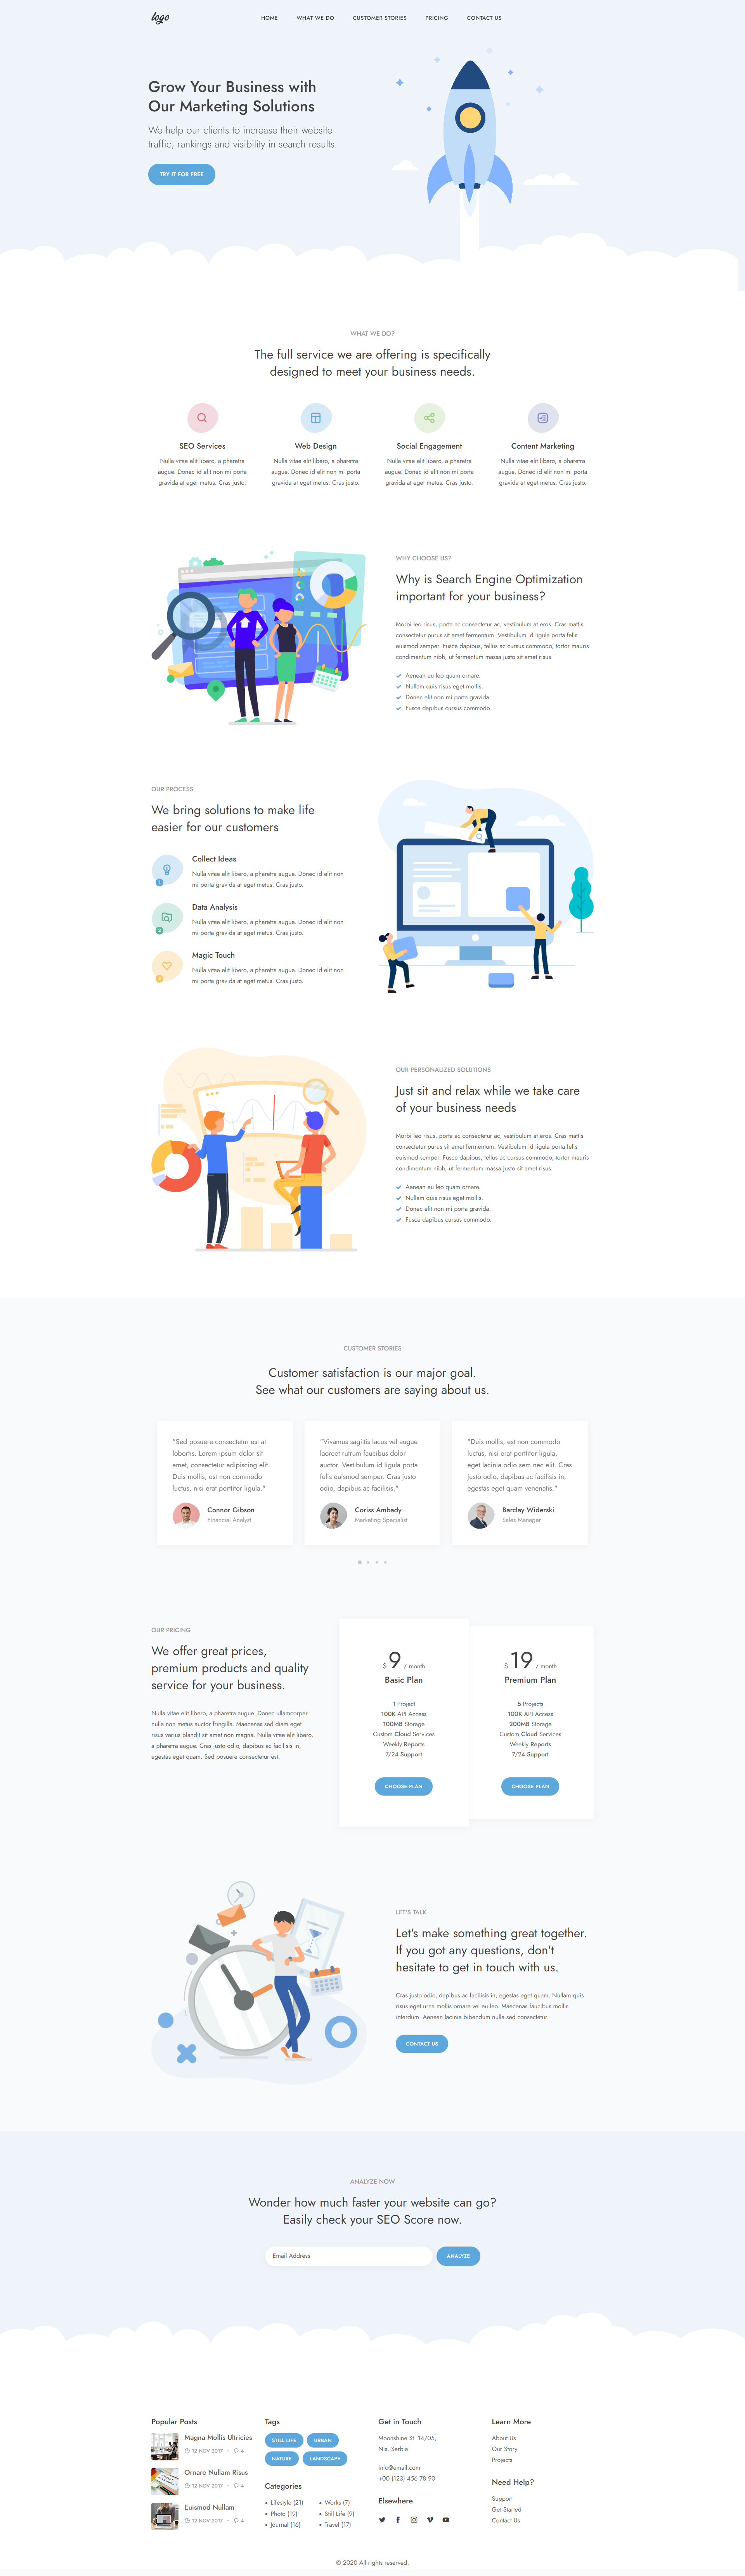 logo
HOME WHAT WE DO CUSTOMER STORIES PRICING CONTACT US
Grow Your Business with
Our Marketing Solutions
We help our clients to increase their website
traffic, rankings and visibility in search results.
TRY IT FOR FREE
WHAT WE DO?
The full service we are offering is specifically
designed to meet your business needs.
SEO Services
Nulla vitae elit libero, a pharetra
augue. Donec id elit non mi porta
gravida at eget metus. Cras justo.
Web Design
Nulla vitae elit libero, a pharetra
augue. Donec id elit non mi porta
gravida at eget metus. Cras justo.
Social Engagement
Nulla vitae elit libero, a pharetra
augue. Donec id elit non mi porta
gravida at eget metus. Cras justo.
Content Marketing
Nulla vitae elit libero, a pharetra
augue. Donec id elit non mi porta
gravida at eget metus. Cras justo.
WHY CHOOSE US?
Why is Search Engine Optimization
important for your business?
Morbi leo risus, porta ac consectetur ac, vestibulum at eros. Cras mattis
consectetur purus sit amet fermentum. Vestibulum id ligula porta felis
euismod semper. Fusce dapibus, tellus ac cursus commodo, tortor mauris
condimentum nibh, ut fermentum massa justo sit amet risus.
Aenean eu leo quam ornare.
Nullam quis risus eget mollis.
Donec elit non mi porta gravida.
Fusce dapibus cursus commodo.
OUR PROCESS
We bring solutions to make life
easier for our customers
1
Collect Ideas
Nulla vitae elit libero, a pharetra augue. Donec id elit non
mi porta gravida at eget metus. Cras justo.
2
Data Analysis
Nulla vitae elit libero, a pharetra augue. Donec id elit non
mi porta gravida at eget metus. Cras justo.
3
Magic Touch
Nulla vitae elit libero, a pharetra augue. Donec id elit non
mi porta gravida at eget metus. Cras justo.
OUR PERSONALIZED SOLUTIONS
Just sit and relax while we take care
of your business needs
Morbi leo risus, porta ac consectetur ac, vestibulum at eros. Cras mattis
consectetur purus sit amet fermentum. Vestibulum id ligula porta felis
euismod semper. Fusce dapibus, tellus ac cursus commodo, tortor mauris
condimentum nibh, ut fermentum massa justo sit amet risus.
Aenean eu leo quam ornare.
Nullam quis risus eget mollis.
Donec elit non mi porta gravida.
Fusce dapibus cursus commodo.
CUSTOMER STORIES
Customer satisfaction is our major goal.
See what our customers are saying about us.
"Sed posuere consectetur est at
lobortis. Lorem ipsum dolor sit
amet, consectetur adipiscing elit.
Duis mollis, est non commodo
luctus, nisi erat porttitor ligula."
Connor Gibson
Financial Analyst
"Vivamus sagittis lacus vel augue
laoreet rutrum faucibus dolor
auctor. Vestibulum id ligula porta
felis euismod semper. Cras justo
odio, dapibus ac facilisis."
Coriss Ambady
Marketing Specialist
"Duis mollis, est non commodo
luctus, nisi erat porttitor ligula,
eget lacinia odio sem nec elit. Cras
justo odio, dapibus ac facilisis in,
egestas eget quam venenatis."
Barclay Widerski
Sales Manager
OUR PRICING
We offer great prices,
premium products and quality
service for your business.
Nulla vitae elit libero, a pharetra augue. Donec ullamcorper
nulla non metus auctor fringilla. Maecenas sed diam eget
risus varius blandit sit amet non magna. Nulla vitae elit libero,
a pharetra augue. Cras justo odio, dapibus ac facilisis in,
egestas eget quam. Sed posuere consectetur est.
$ 9 / month
Basic Plan
1 Project
100K API Access
100MB Storage
Custom Cloud Services
Weekly Reports
7/24 Support
CHOOSE PLAN
$ 19 / month
Premium Plan
5 Projects
100K API Access
200MB Storage
Custom Cloud Services
Weekly Reports
7/24 Support
CHOOSE PLAN
LET'S TALK
Let's make something great together.
If you got any questions, don't
hesitate to get in touch with us.
Cras justo odio, dapibus ac facilisis in, egestas eget quam. Nullam quis
risus eget urna mollis ornare vel eu leo. Maecenas faucibus mollis
interdum. Aenean lacinia bibendum nulla sed consectetur.
CONTACT US
ANALYZE NOW
Wonder how much faster your website can go?
Easily check your SEO Score now.
Email Address
ANALYZE
Popular Posts
Magna Mollis Ultricies
12 NOV 2017 • 4
Ornare Nullam Risus
12 NOV 2017 • 4
Euismod Nullam
12 NOV 2017 • 4
Tags
STILL LIFE URBAN
NATURE LANDSCAPE
Categories
• Lifestyle (21)
• Photo (19)
• Journal (16)
• Works (7)
• Still Life (9)
• Travel (17)
Get in Touch
Moonshine St. 14/05,
Nis, Serbia
info@email.com
+00 (123) 456 78 90
Elsewhere
Learn More
About Us
Our Story
Projects
Need Help?
Support
Get Started
Contact Us
© 2020 All rights reserved.